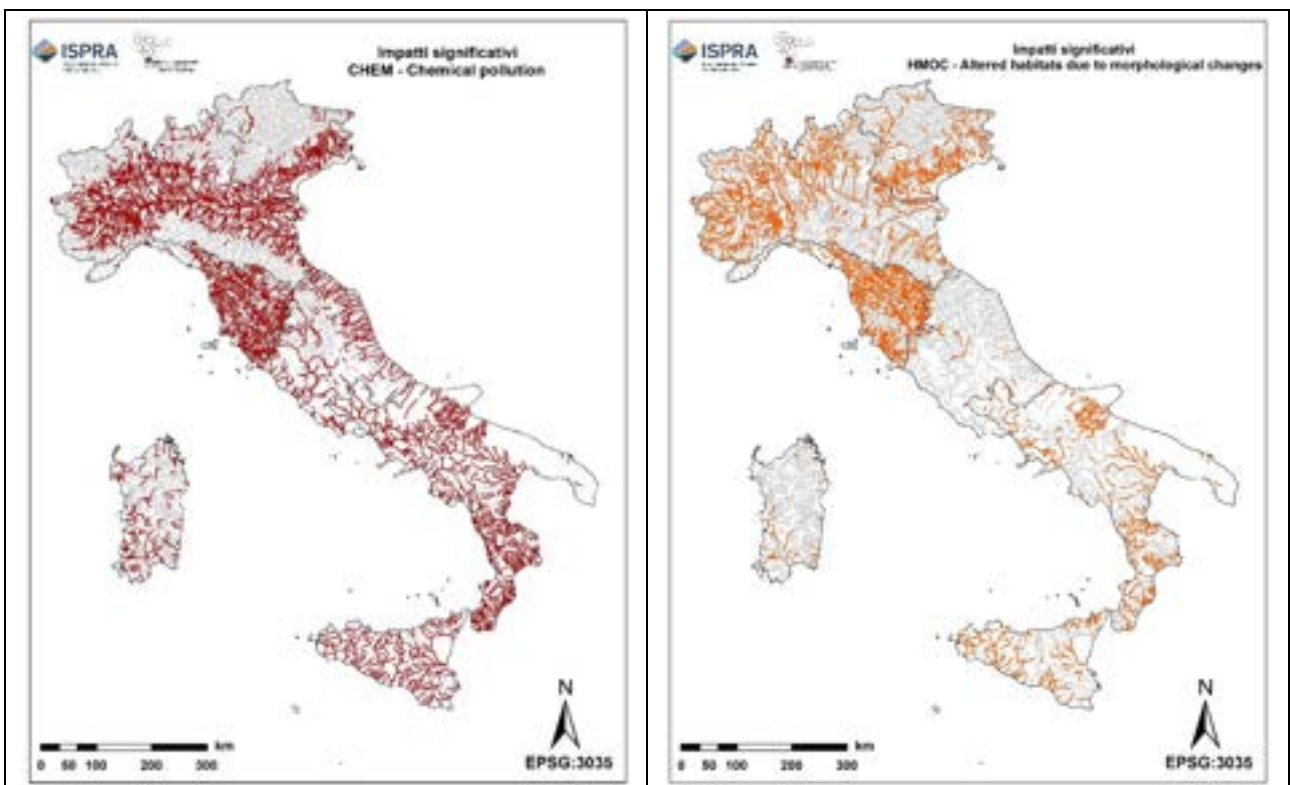 ISPRA
Impatti significativi
CHEM - Chemical pollution
N
km
0 50 100 200 300
EPSG:3035
ISPRA
Impatti significativi
HMOC - Altered habitats due to morphological changes
N
km
0 50 100 200 300
EPSG:3035